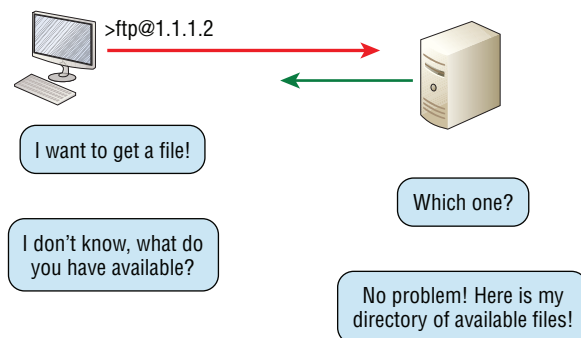 >ftp@1.1.1.2
I want to get a file!
Which one?
I don't know, what do
you have available?
No problem! Here is my
directory of available files!